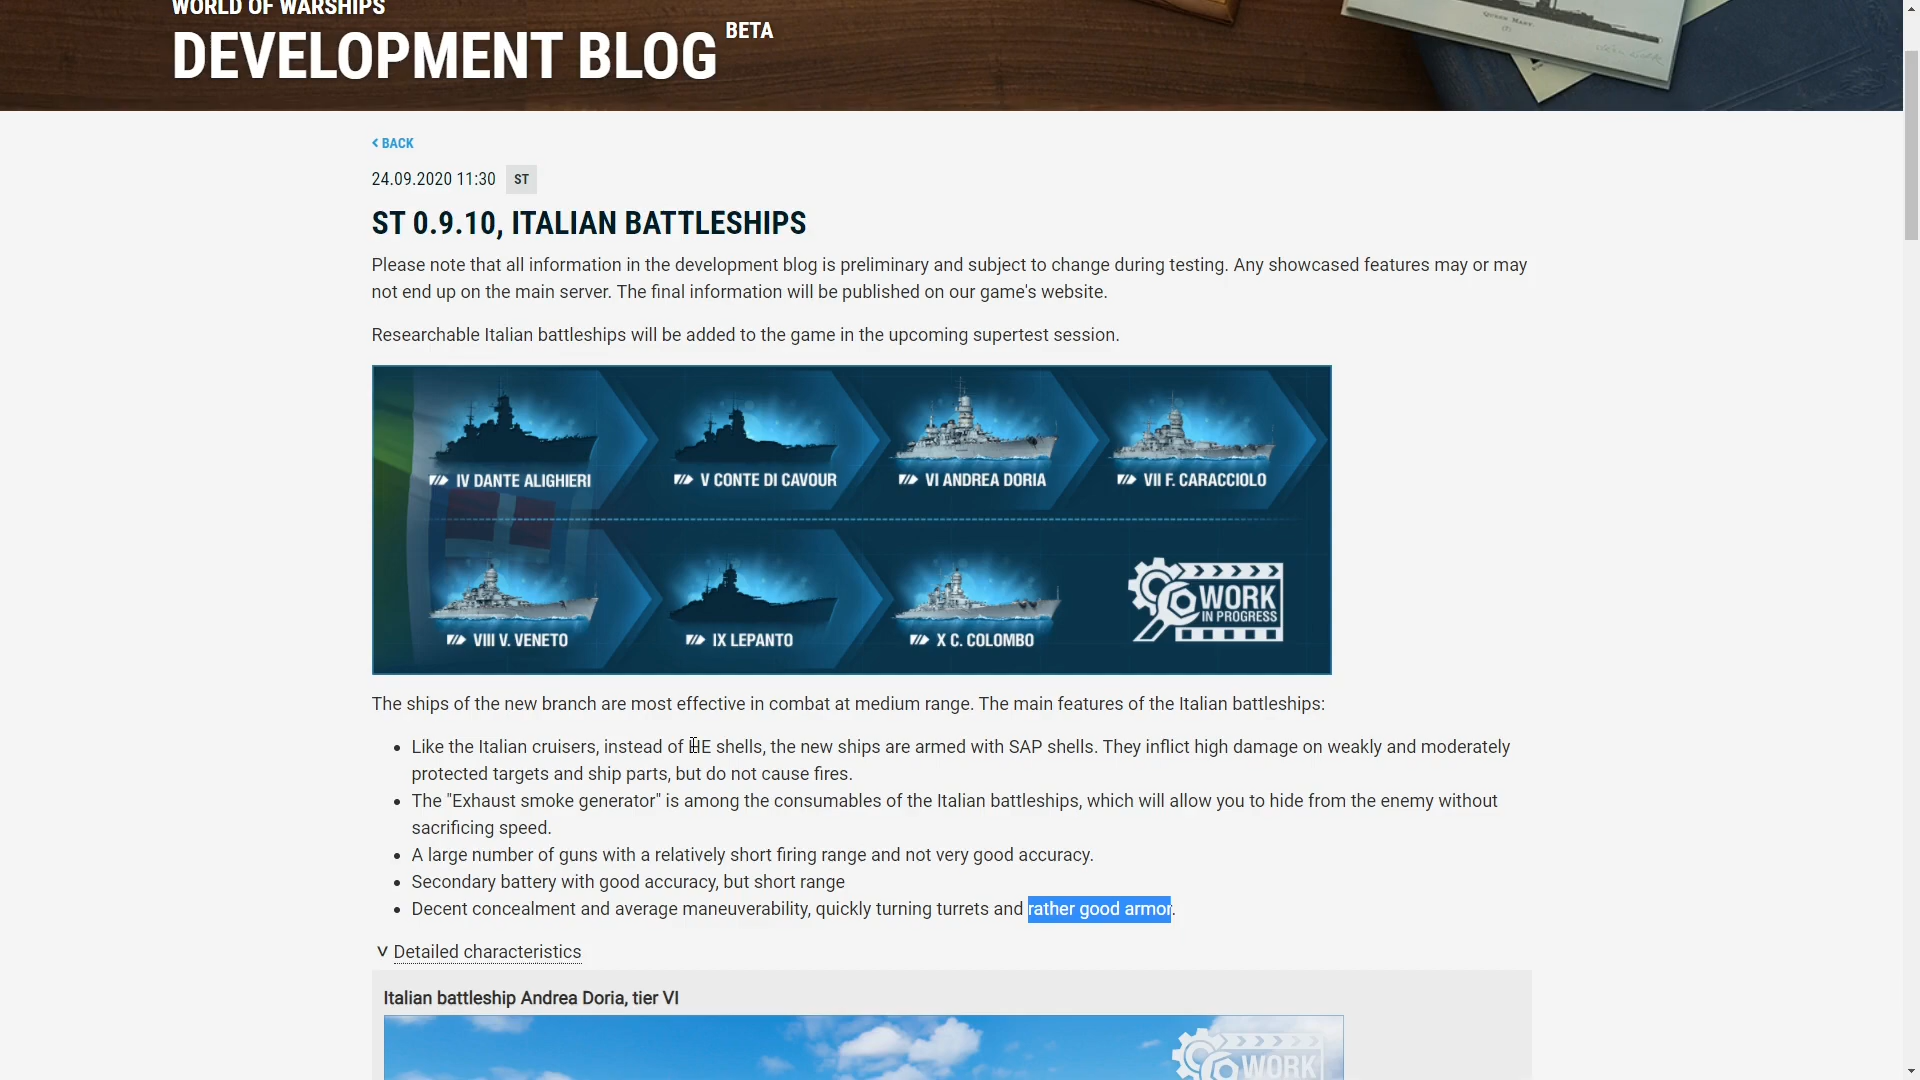 WORLD OF WARSHIPS
DEVELOPMENT BLOG BETA
QUEEN MARY.
< BACK
24.09.2020 11:30 ST
ST 0.9.10, ITALIAN BATTLESHIPS
Please note that all information in the development blog is preliminary and subject to change during testing. Any showcased features may or may
not end up on the main server. The final information will be published on our game's website.
Researchable Italian battleships will be added to the game in the upcoming supertest session.
IV DANTE ALIGHIERI
V CONTE DI CAVOUR
VI ANDREA DORIA
VII F. CARACCIOLO
VIII V. VENETO
IX LEPANTO
X C. COLOMBO
WORK
IN PROGRESS
The ships of the new branch are most effective in combat at medium range. The main features of the Italian battleships:
• Like the Italian cruisers, instead of HE shells, the new ships are armed with SAP shells. They inflict high damage on weakly and moderately
protected targets and ship parts, but do not cause fires.
• The "Exhaust smoke generator" is among the consumables of the Italian battleships, which will allow you to hide from the enemy without
sacrificing speed.
• A large number of guns with a relatively short firing range and not very good accuracy.
• Secondary battery with good accuracy, but short range
• Decent concealment and average maneuverability, quickly turning turrets and rather good armor.
Detailed characteristics
Italian battleship Andrea Doria, tier VI
WORK